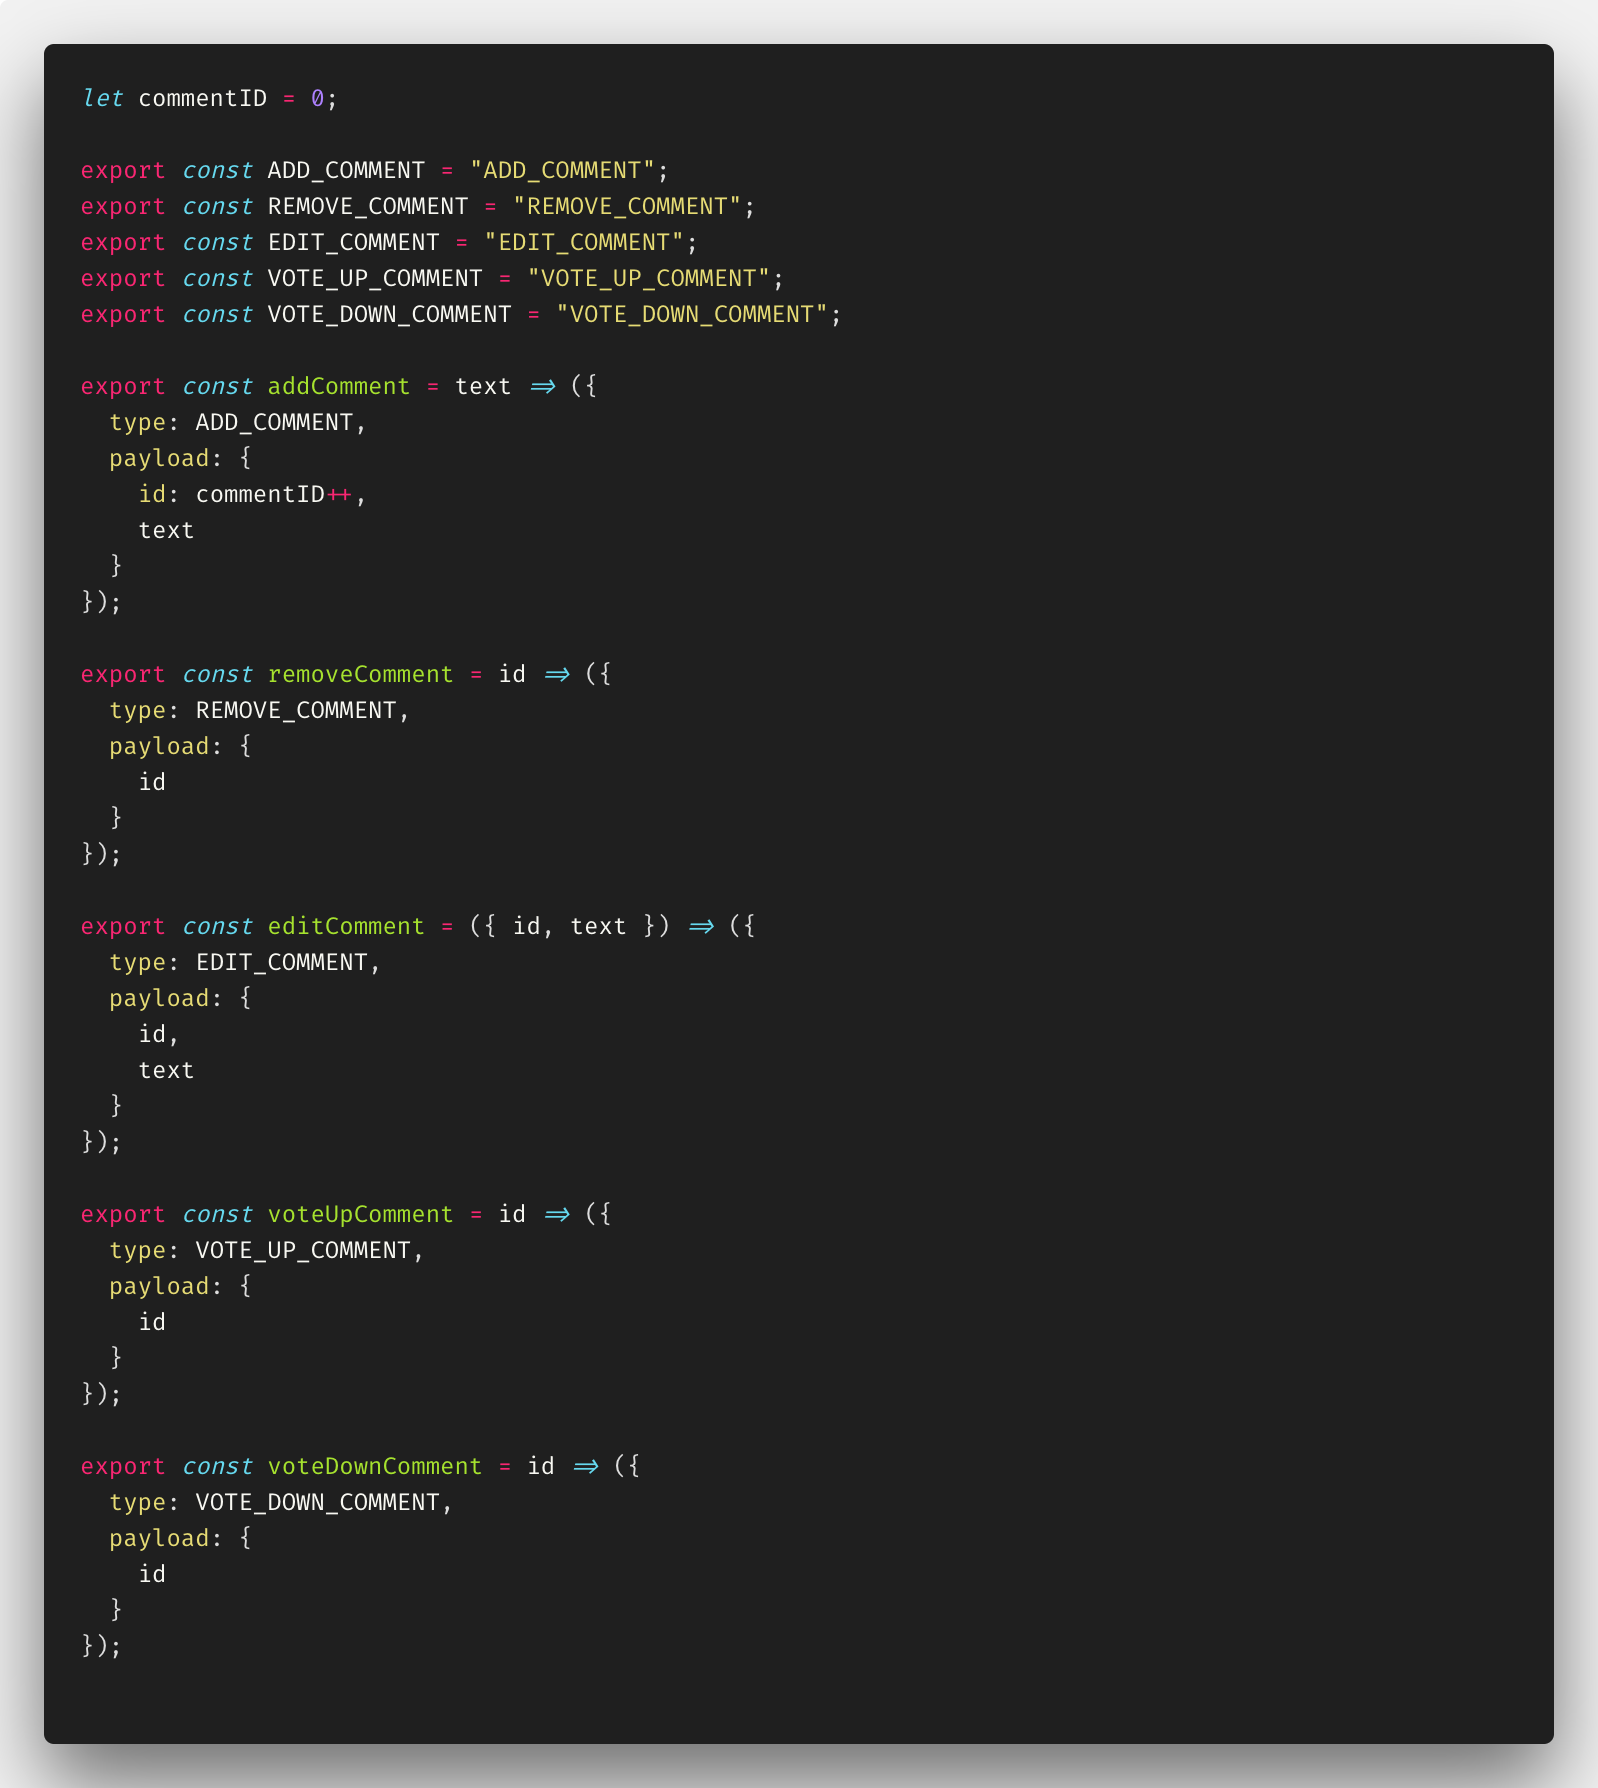 let commentID = 0;

export const ADD_COMMENT = "ADD_COMMENT";
export const REMOVE_COMMENT = "REMOVE_COMMENT";
export const EDIT_COMMENT = "EDIT_COMMENT";
export const VOTE_UP_COMMENT = "VOTE_UP_COMMENT";
export const VOTE_DOWN_COMMENT = "VOTE_DOWN_COMMENT";

export const addComment = text => ({
  type: ADD_COMMENT,
  payload: {
    id: commentID++,
    text
  }
});

export const removeComment = id => ({
  type: REMOVE_COMMENT,
  payload: {
    id
  }
});

export const editComment = ({ id, text }) => ({
  type: EDIT_COMMENT,
  payload: {
    id,
    text
  }
});

export const voteUpComment = id => ({
  type: VOTE_UP_COMMENT,
  payload: {
    id
  }
});

export const voteDownComment = id => ({
  type: VOTE_DOWN_COMMENT,
  payload: {
    id
  }
});